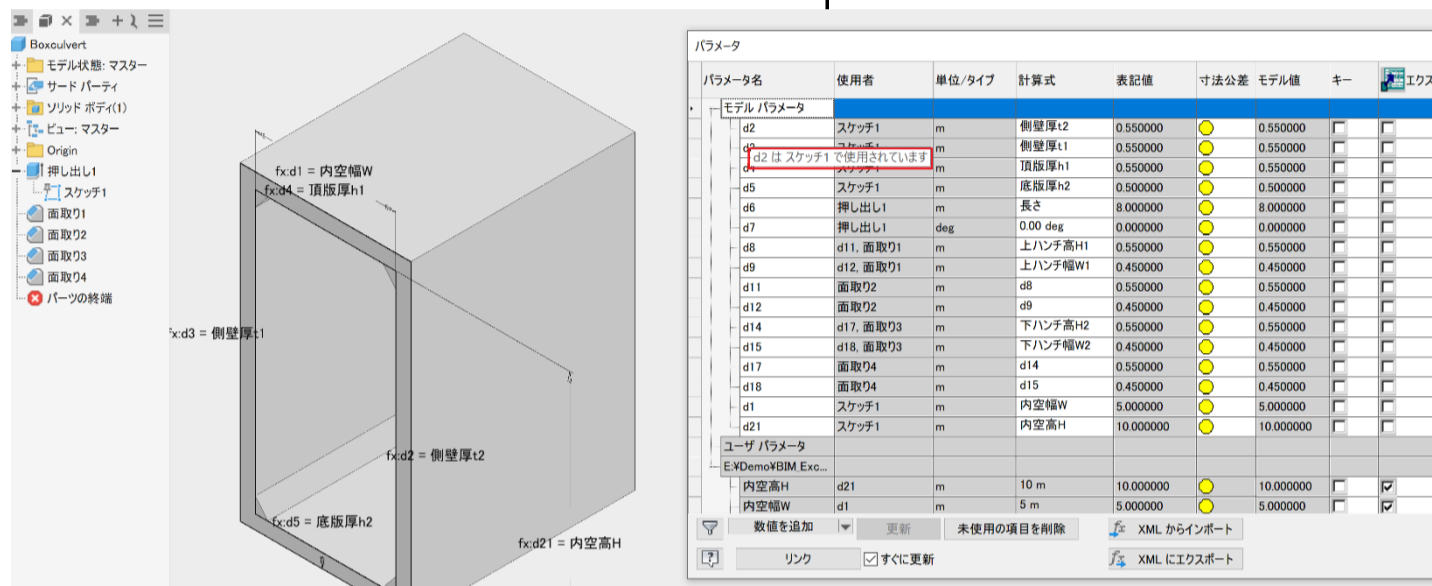 Boxculvert
モデル状態: マスター
サード パーティ
ソリッド ボディ(1)
ビュー: マスター
Origin
押し出し1
スケッチ1
面取り1
面取り2
面取り3
面取り4
パーツの終端
fx:d1 = 内空幅W
fx:d4 = 頂版厚h1
fx:d3 = 側壁厚t1
fx:d2 = 側壁厚t2
fx:d5 = 底版厚h2
fx:d21 = 内空高H
パラメータ
パラメータ名 使用者 単位/タイプ 計算式 表記値 寸法公差 モデル値 キー エクス
モデル パラメータ
d2 スケッチ1 m 側壁厚t2 0.550000 0.550000
d3 スケッチ1 m 側壁厚t1 0.550000 0.550000
d2 は スケッチ1 で使用されています
d4 スケッチ1 m 頂版厚h1 0.550000 0.550000
d5 スケッチ1 m 底版厚h2 0.500000 0.500000
d6 押し出し1 m 長さ 8.000000 8.000000
d7 押し出し1 deg 0.00 deg 0.000000 0.000000
d8 d11, 面取り1 m 上ハンチ高H1 0.550000 0.550000
d9 d12, 面取り1 m 上ハンチ幅W1 0.450000 0.450000
d11 面取り2 m d8 0.550000 0.550000
d12 面取り2 m d9 0.450000 0.450000
d14 d17, 面取り3 m 下ハンチ高H2 0.550000 0.550000
d15 d18, 面取り3 m 下ハンチ幅W2 0.450000 0.450000
d17 面取り4 m d14 0.550000 0.550000
d18 面取り4 m d15 0.450000 0.450000
d1 スケッチ1 m 内空幅W 5.000000 5.000000
d21 スケッチ1 m 内空高H 10.000000 10.000000
ユーザ パラメータ
E:¥Demo¥BIM_Exc...
内空高H d21 m 10 m 10.000000 10.000000
内空幅W d1 m 5 m 5.000000 5.000000
数値を追加 更新 未使用の項目を削除 fx XML からインポート
リンク すぐに更新 fx XML にエクスポート